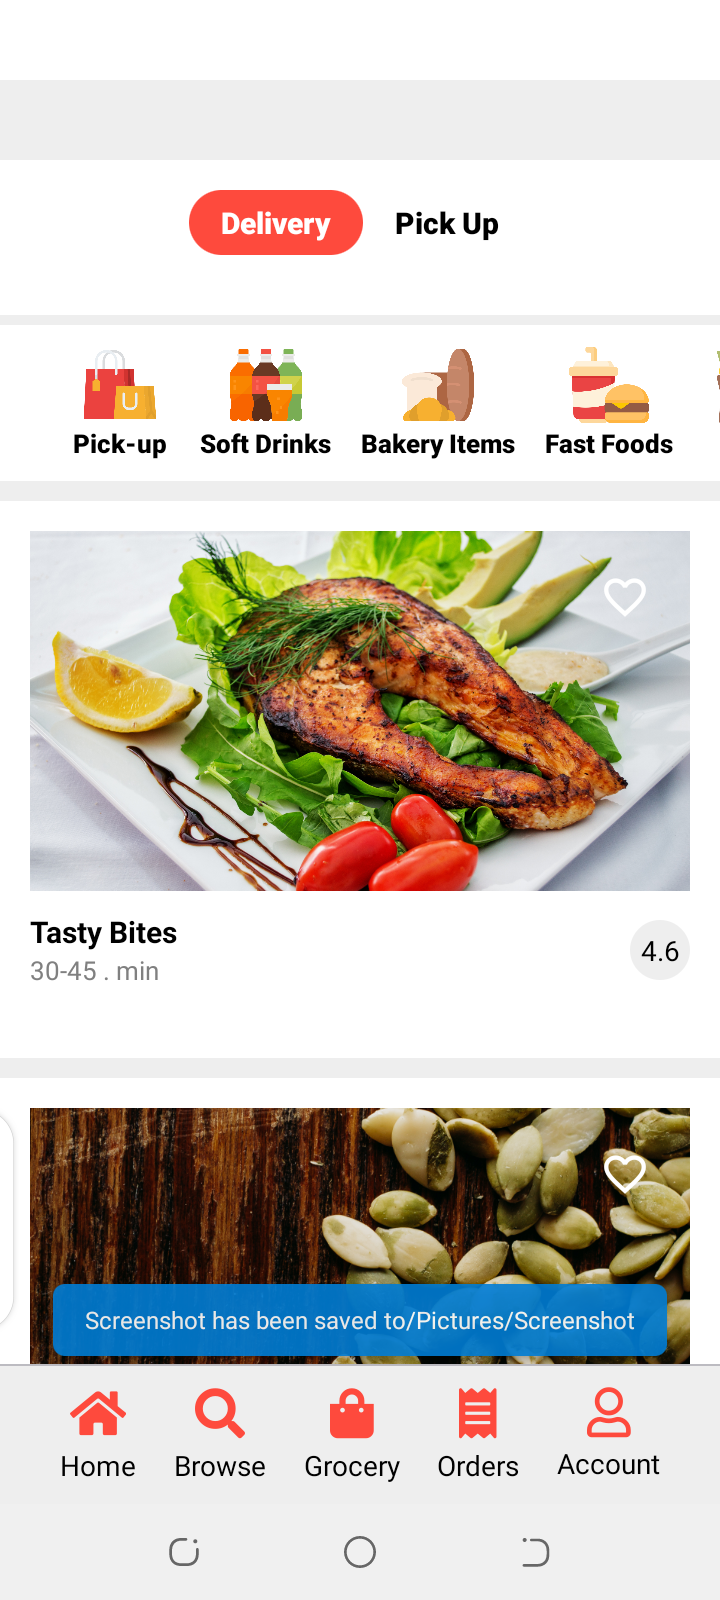 Delivery
Pick Up
Pick-up
Soft Drinks
Bakery Items
Fast Foods
Tasty Bites
30-45 . min
4.6
Screenshot has been saved to/Pictures/Screenshot
Home
Browse
Grocery
Orders
Account